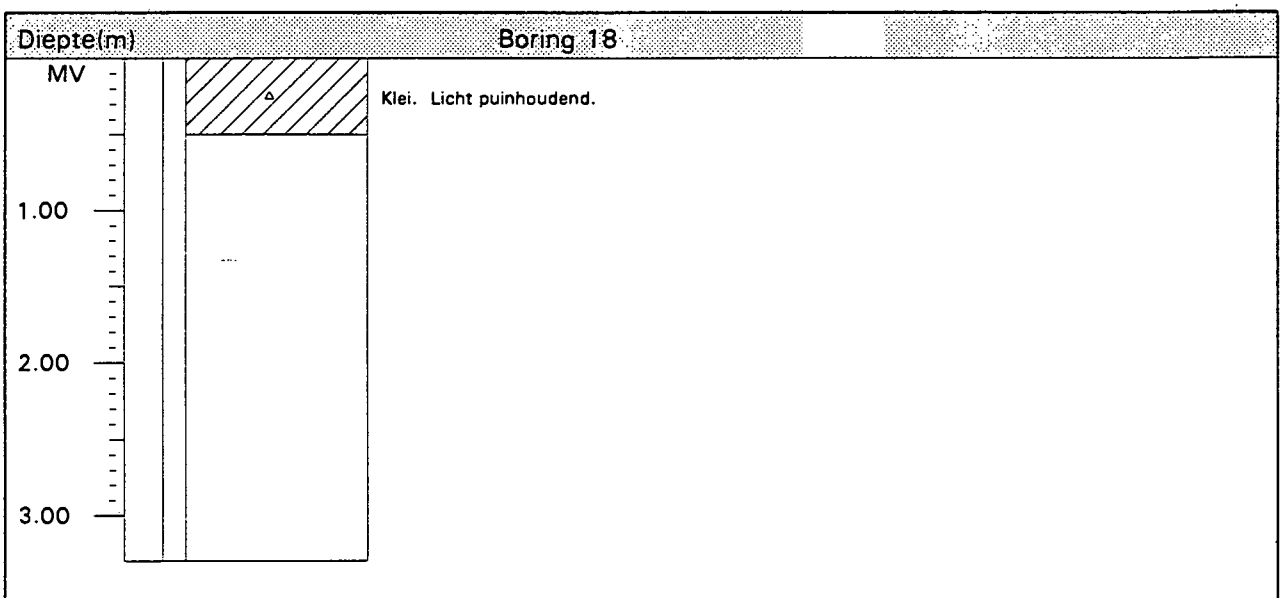 Diepte(m) Boring 18
MV
Klei. Licht puinhoudend.
1.00
2.00
3.00